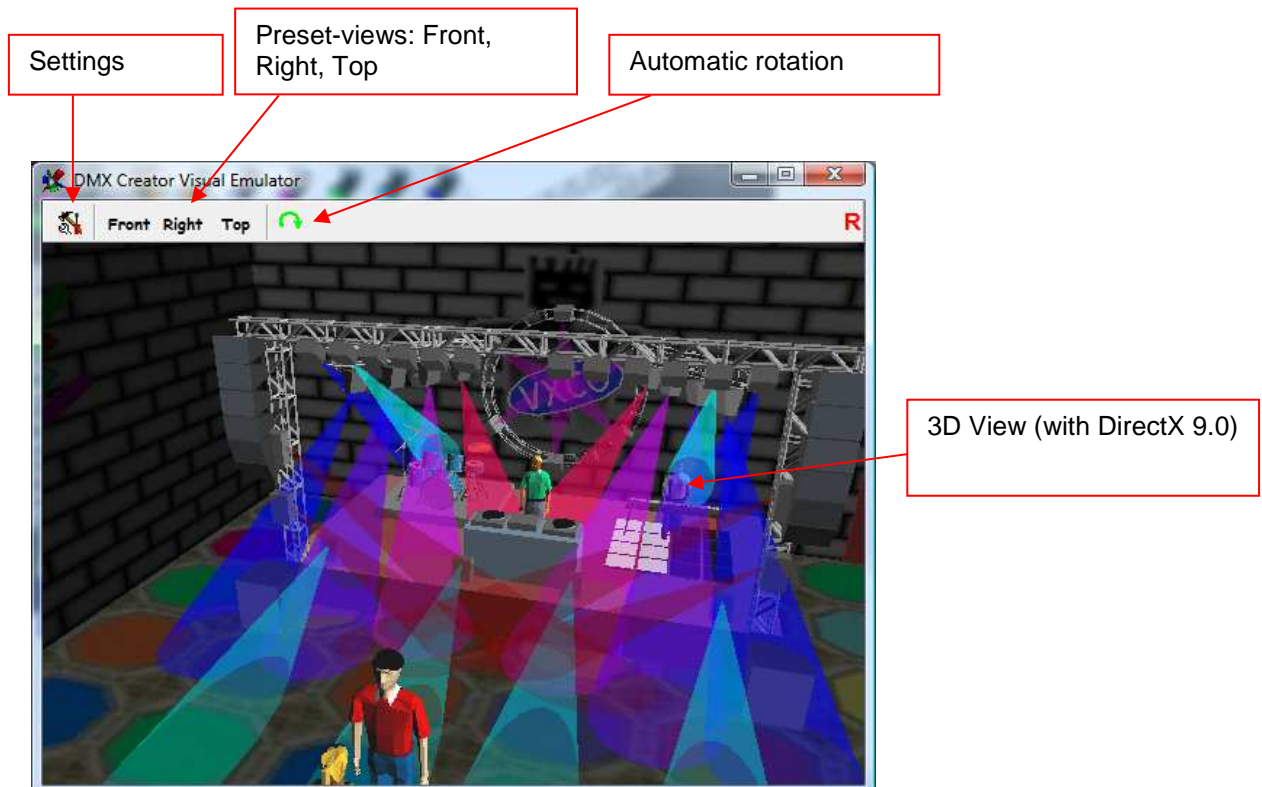 Settings
Preset-views: Front,
Right, Top
Automatic rotation
DMX Creator Visual Emulator
Front Right Top
R
VXCO
3D View (with DirectX 9.0)